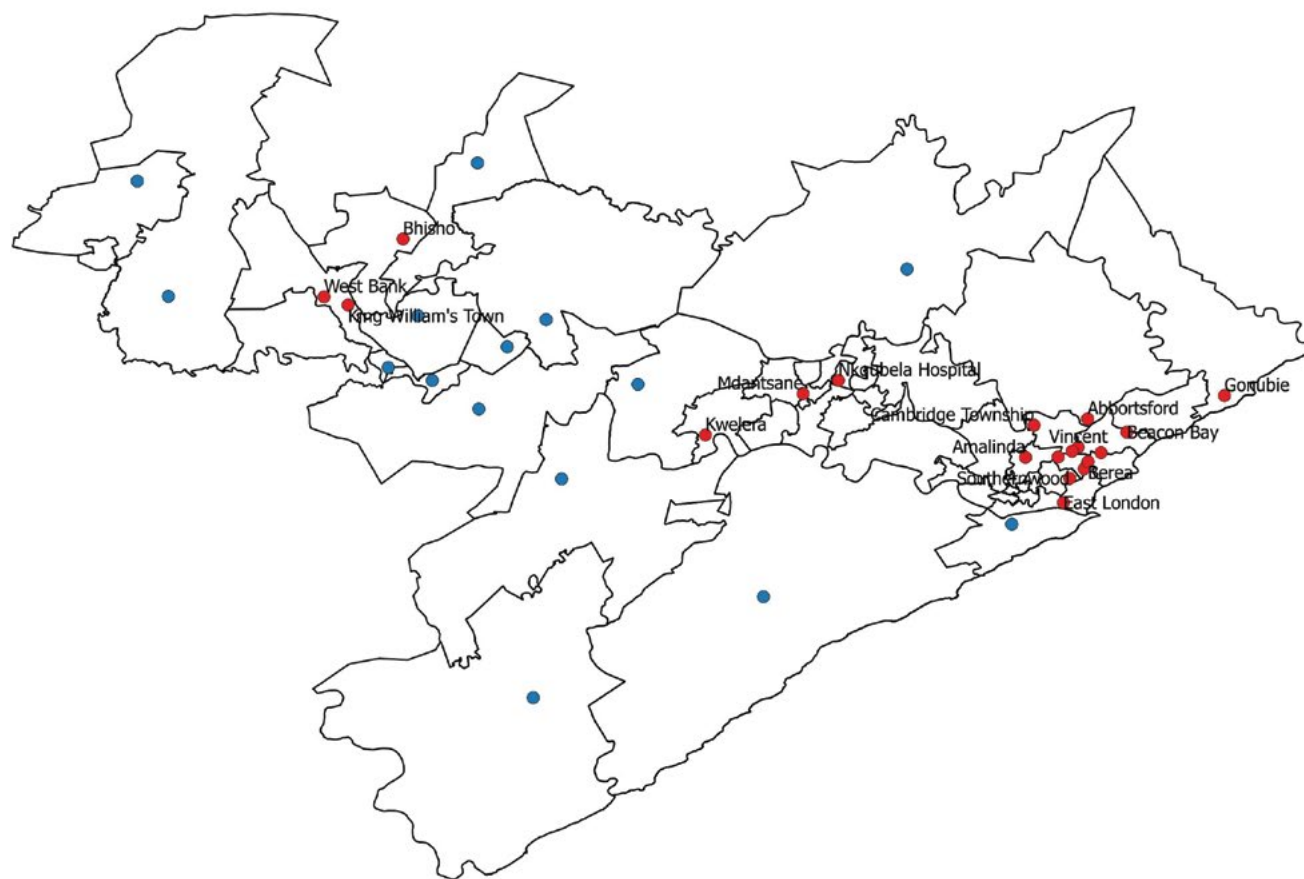 Bhisho
West Bank
King William's Town
Mdantsane
Nkqubela Hospital
Kwelera
Gonubie
Cambridge Township
Abbortsford
Beacon Bay
Amalinda
Vincent
Southernwood
Berea
East London